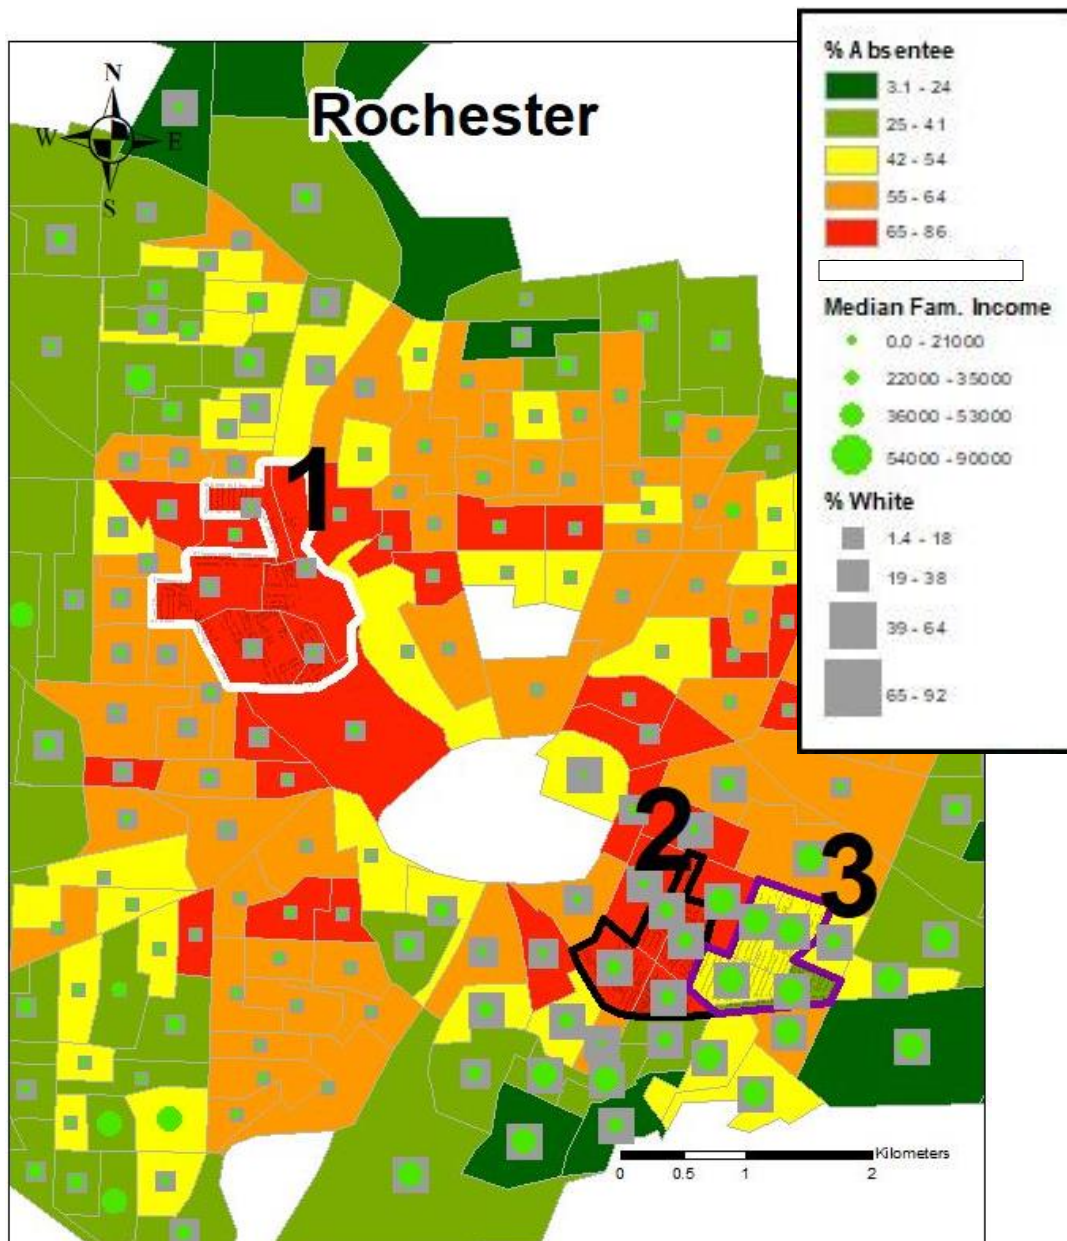 Rochester
N
W E
S
1
2
3
% Absentee
3.1 - 24
25 - 41
42 - 54
55 - 64
65 - 86
Median Fam. Income
0.0 - 21000
22000 - 35000
36000 - 53000
54000 - 90000
% White
1.4 - 18
19 - 38
39 - 64
65 - 92
Kilometers
0 0.5 1 2